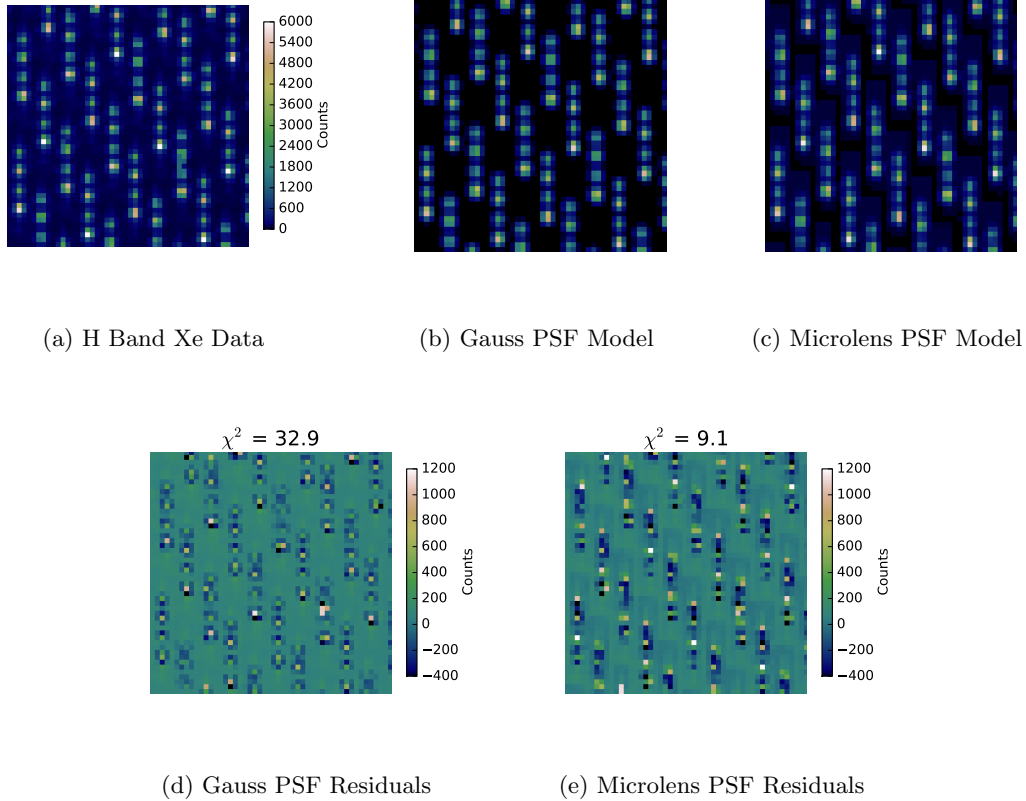 6000
5400
4800
4200
3600
3000
2400
1800
1200
600
0
Counts
(a) H Band Xe Data
(b) Gauss PSF Model
(c) Microlens PSF Model
χ² = 32.9
1200
1000
800
600
400
200
0
−200
−400
Counts
χ² = 9.1
1200
1000
800
600
400
200
0
−200
−400
Counts
(d) Gauss PSF Residuals
(e) Microlens PSF Residuals